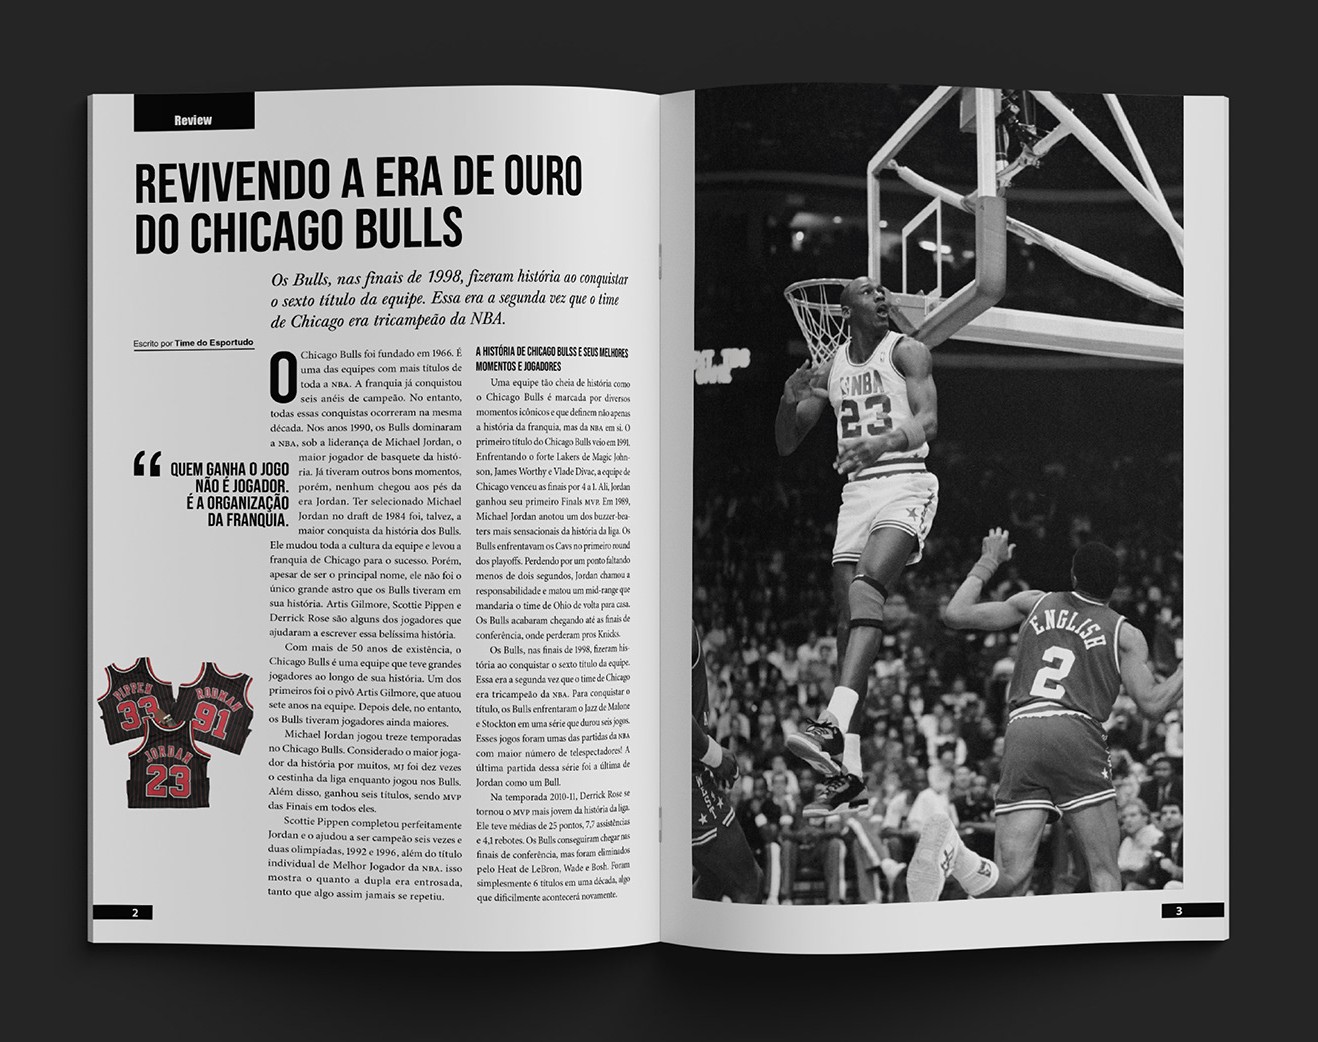 Review
REVIVENDO A ERA DE OURO
DO CHICAGO BULLS
Os Bulls, nas finais de 1998, fizeram história ao conquistar
o sexto título da equipe. Essa era a segunda vez que o time
de Chicago era tricampeão da NBA.
Escrito por Time do Esportudo
O Chicago Bulls foi fundado em 1966. É
uma das equipes com mais títulos de
toda a NBA. A franquia já conquistou
seis anéis de campeão. No entanto,
todas essas conquistas ocorreram na mesma
década. Nos anos 1990, os Bulls dominaram
a NBA, sob a liderança de Michael Jordan, o
maior jogador de basquete da histó-
ria. Já tiveram outros bons momentos,
porém, nenhum chegou aos pés da
era Jordan. Ter selecionado Michael
Jordan no draft de 1984 foi, talvez, a
maior conquista da história dos Bulls.
Ele mudou toda a cultura da equipe e levou a
franquia de Chicago para o sucesso. Porém,
apesar de ser o principal nome, ele não foi o
único grande astro que os Bulls tiveram em
sua história. Artis Gilmore, Scottie Pippen e
Derrick Rose são alguns dos jogadores que
ajudaram a escrever essa belíssima história.
Com mais de 50 anos de existência, o
Chicago Bulls é uma equipe que teve grandes
jogadores ao longo de sua história. Um dos
primeiros foi o pivô Artis Gilmore, que atuou
sete anos na equipe. Depois dele, no entanto,
os Bulls tiveram jogadores ainda maiores.
Michael Jordan jogou treze temporadas
no Chicago Bulls. Considerado o maior joga-
dor da história por muitos, MJ foi dez vezes
o cestinha da liga enquanto jogou nos Bulls.
Além disso, ganhou seis títulos, sendo MVP
das Finais em todos eles.
Scottie Pippen completou perfeitamente
Jordan e o ajudou a ser campeão seis vezes e
duas olimpíadas, 1992 e 1996, além do título
individual de Melhor Jogador da NBA. isso
mostra o quanto a dupla era entrosada,
tanto que algo assim jamais se repetiu.
“ QUEM GANHA O JOGO
NÃO É JOGADOR.
É A ORGANIZAÇÃO
DA FRANQUIA.
PIPPEN
33
RODMAN
91
JORDAN
23
A HISTÓRIA DE CHICAGO BULSS E SEUS MELHORES
MOMENTOS E JOGADORES
Uma equipe tão cheia de história como
o Chicago Bulls é marcada por diversos
momentos icônicos e que definem não apenas
a história da franquia, mas da NBA em si. O
primeiro título do Chicago Bulls veio em 1991.
Enfrentando o forte Lakers de Magic John-
son, James Worthy e Vlade Divac, a equipe de
Chicago venceu as finais por 4 a 1. Ali, Jordan
ganhou seu primeiro Finals MVP. Em 1989,
Michael Jordan anotou um dos buzzer-bea-
ters mais sensacionais da história da liga. Os
Bulls enfrentavam os Cavs no primeiro round
dos playoffs. Perdendo por um ponto faltando
menos de dois segundos, Jordan chamou a
responsabilidade e matou um mid-range que
mandaria o time de Ohio de volta para casa.
Os Bulls acabaram chegando até as finais de
conferência, onde perderam pros Knicks.
Os Bulls, nas finais de 1998, fizeram his-
tória ao conquistar o sexto título da equipe.
Essa era a segunda vez que o time de Chicago
era tricampeão da NBA. Para conquistar o
título, os Bulls enfrentaram o Jazz de Malone
e Stockton em uma série que durou seis jogos.
Esses jogos foram umas das partidas da NBA
com maior número de telespectadores! A
última partida dessa série foi a última de
Jordan como um Bull.
Na temporada 2010-11, Derrick Rose se
tornou o MVP mais jovem da história da liga.
Ele teve médias de 25 pontos, 7,7 assistências
e 4,1 rebotes. Os Bulls conseguiram chegar nas
finais de conferência, mas foram eliminados
pelo Heat de LeBron, Wade e Bosh. Foram
simplesmente 6 títulos em uma década, algo
que dificilmente acontecerá novamente.
2
NBA
23
ENGLISH
2
3